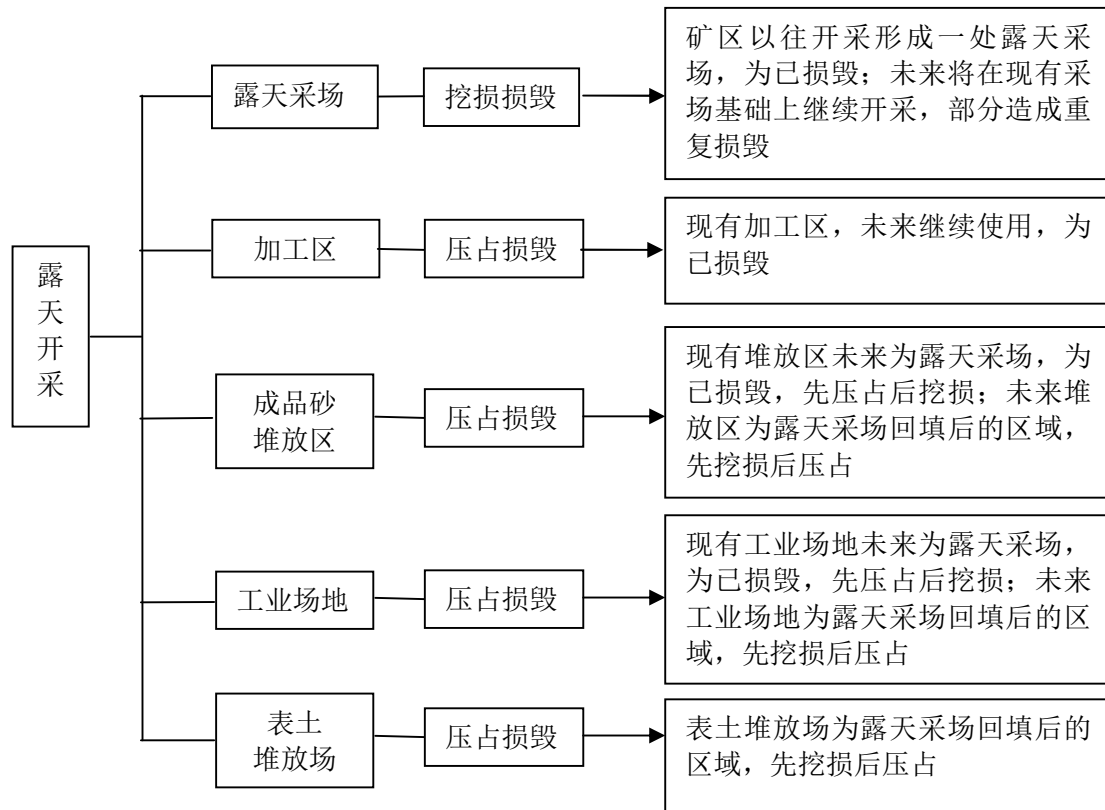 露
天
开
采
露天采场
挖损损毁
矿区以往开采形成一处露天采
场，为已损毁；未来将在现有采
场基础上继续开采，部分造成重
复损毁
加工区
压占损毁
现有加工区，未来继续使用，为
已损毁
成品砂
堆放区
压占损毁
现有堆放区未来为露天采场，为
已损毁，先压占后挖损；未来堆
放区为露天采场回填后的区域，
先挖损后压占
工业场地
压占损毁
现有工业场地未来为露天采场，
为已损毁，先压占后挖损；未来
工业场地为露天采场回填后的区
域，先挖损后压占
表土
堆放场
压占损毁
表土堆放场为露天采场回填后的
区域，先挖损后压占